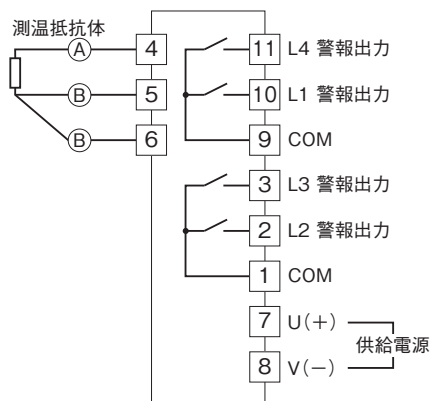 測温抵抗体
A 4
B 5
B 6
11 L4 警報出力
10 L1 警報出力
9 COM
3 L3 警報出力
2 L2 警報出力
1 COM
7 U(+)
供給電源
8 V(−)